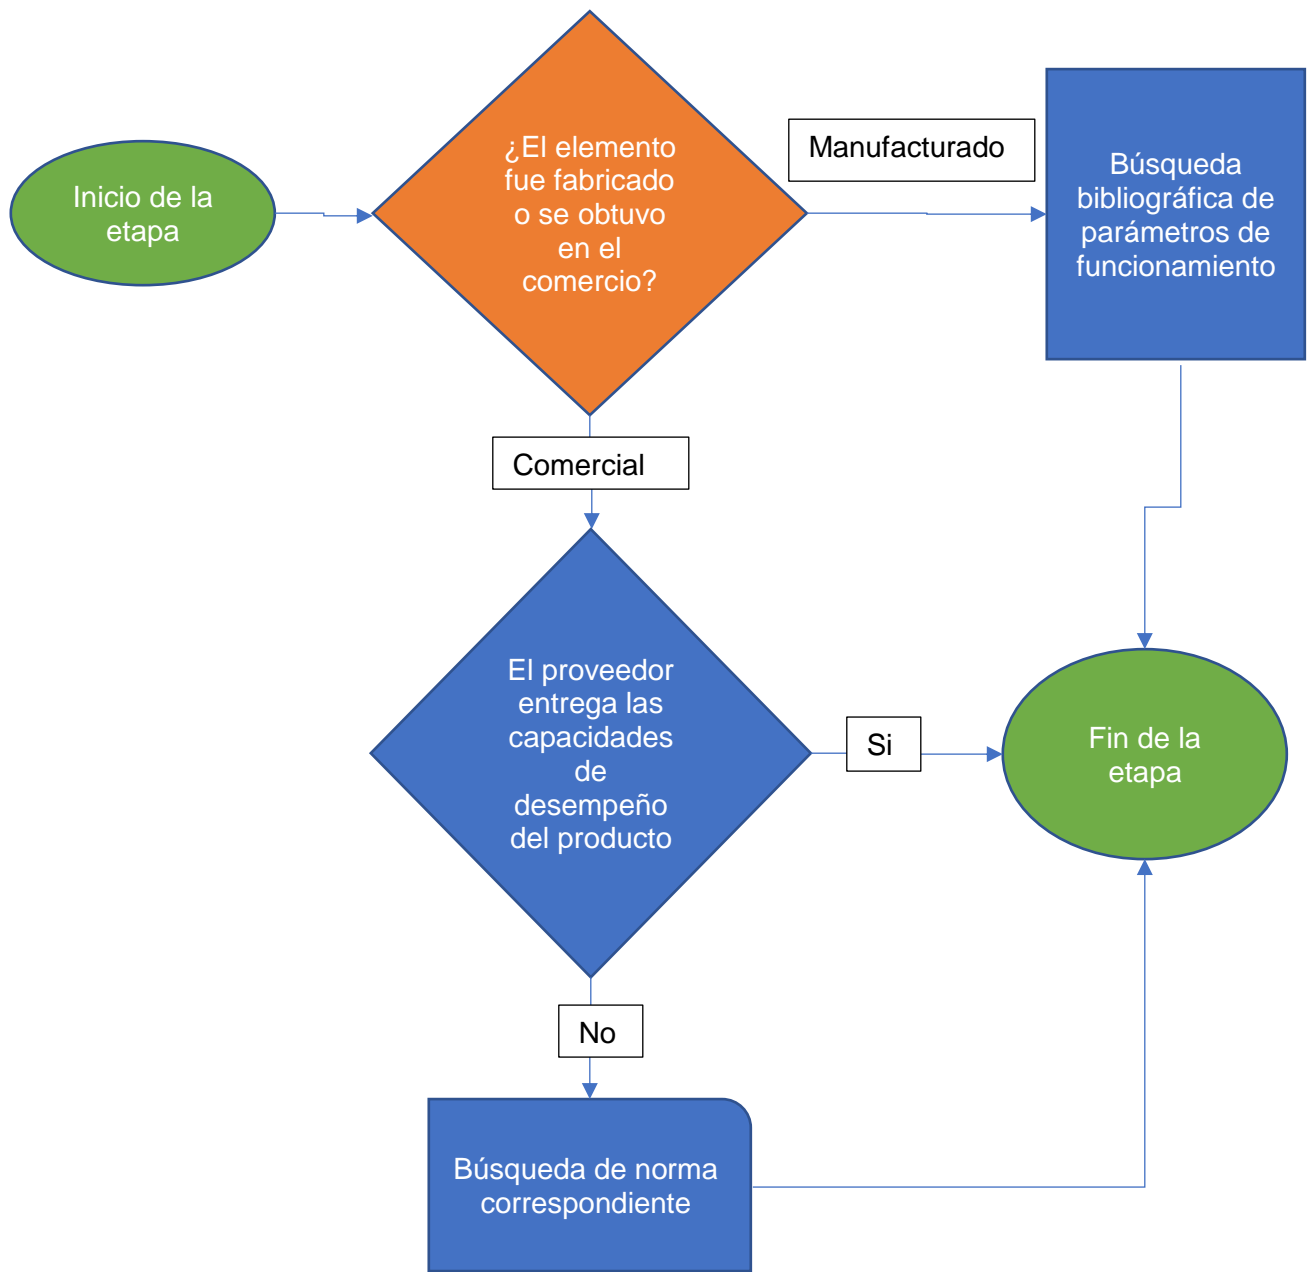 Inicio de la
etapa
¿El elemento
fue fabricado
o se obtuvo
en el
comercio?
Manufacturado
Búsqueda
bibliográfica de
parámetros de
funcionamiento
Comercial
El proveedor
entrega las
capacidades
de
desempeño
del producto
Si
Fin de la
etapa
No
Búsqueda de norma
correspondiente